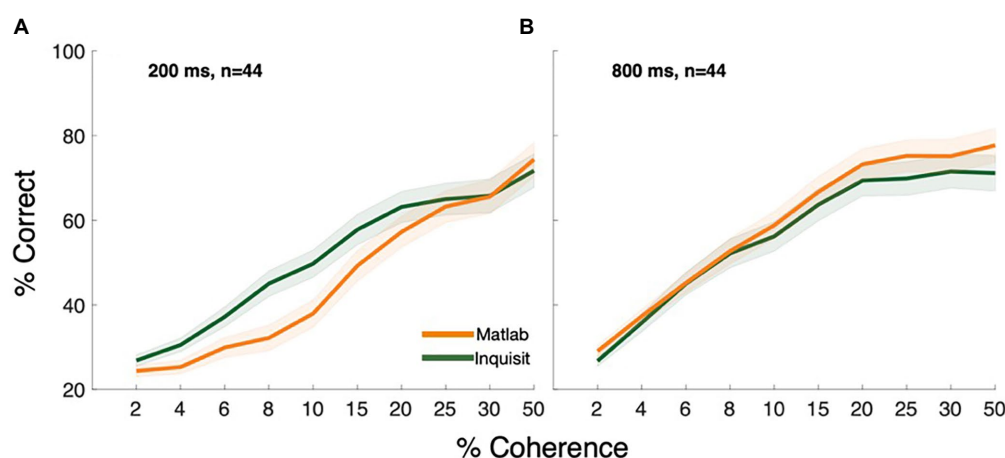 A
B
200 ms, n=44
800 ms, n=44
% Correct
100
80
60
40
20
Matlab
Inquisit
2 4 6 8 10 15 20 25 30 50
2 4 6 8 10 15 20 25 30 50
% Coherence